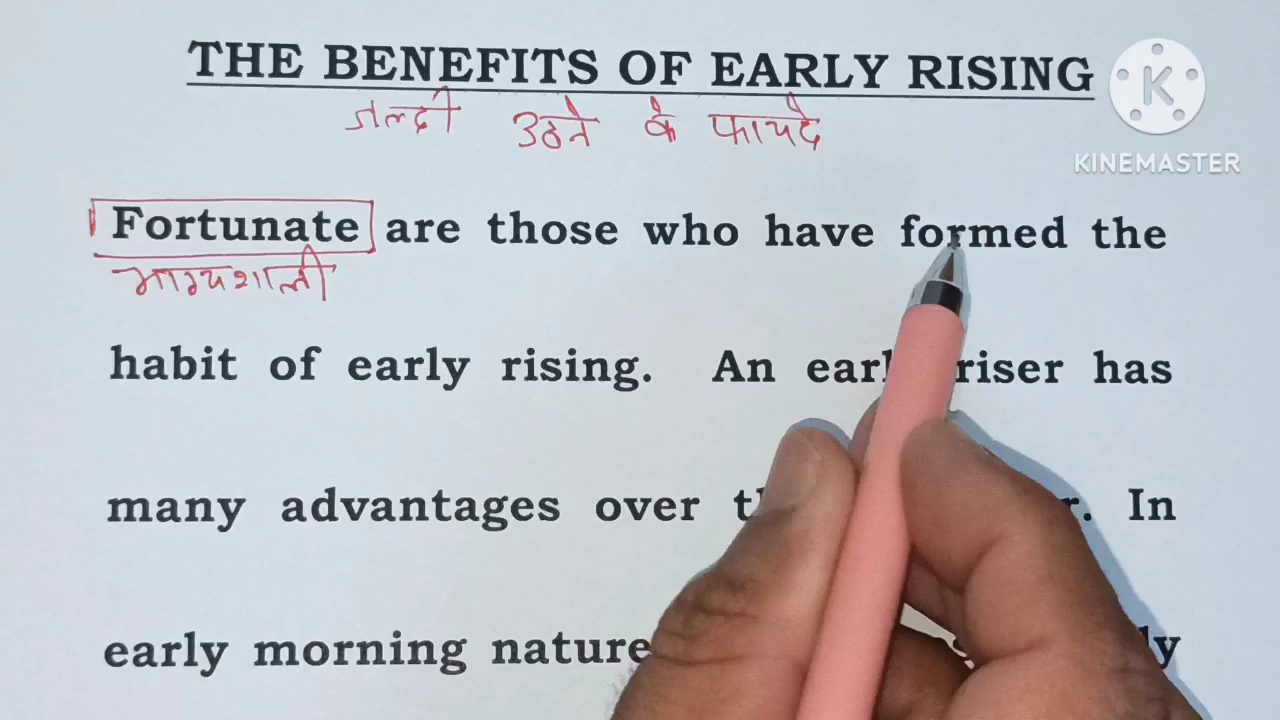 THE BENEFITS OF EARLY RISING
जल्दी उठने के फायदे
K
KINEMASTER
Fortunate are those who have formed the
भाग्यशाली
habit of early rising. An early riser has
many advantages over In
early morning nature